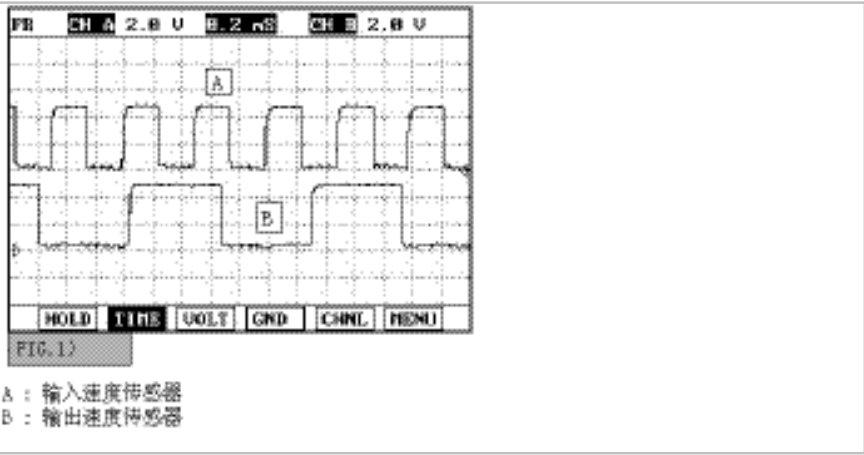 FR CH A 2.0 V 0.2 mS CH B 2.0 V
A
B
HOLD TIME VOLT GND CHNL MENU
FIG.1)
A : 输入速度传感器
B : 输出速度传感器